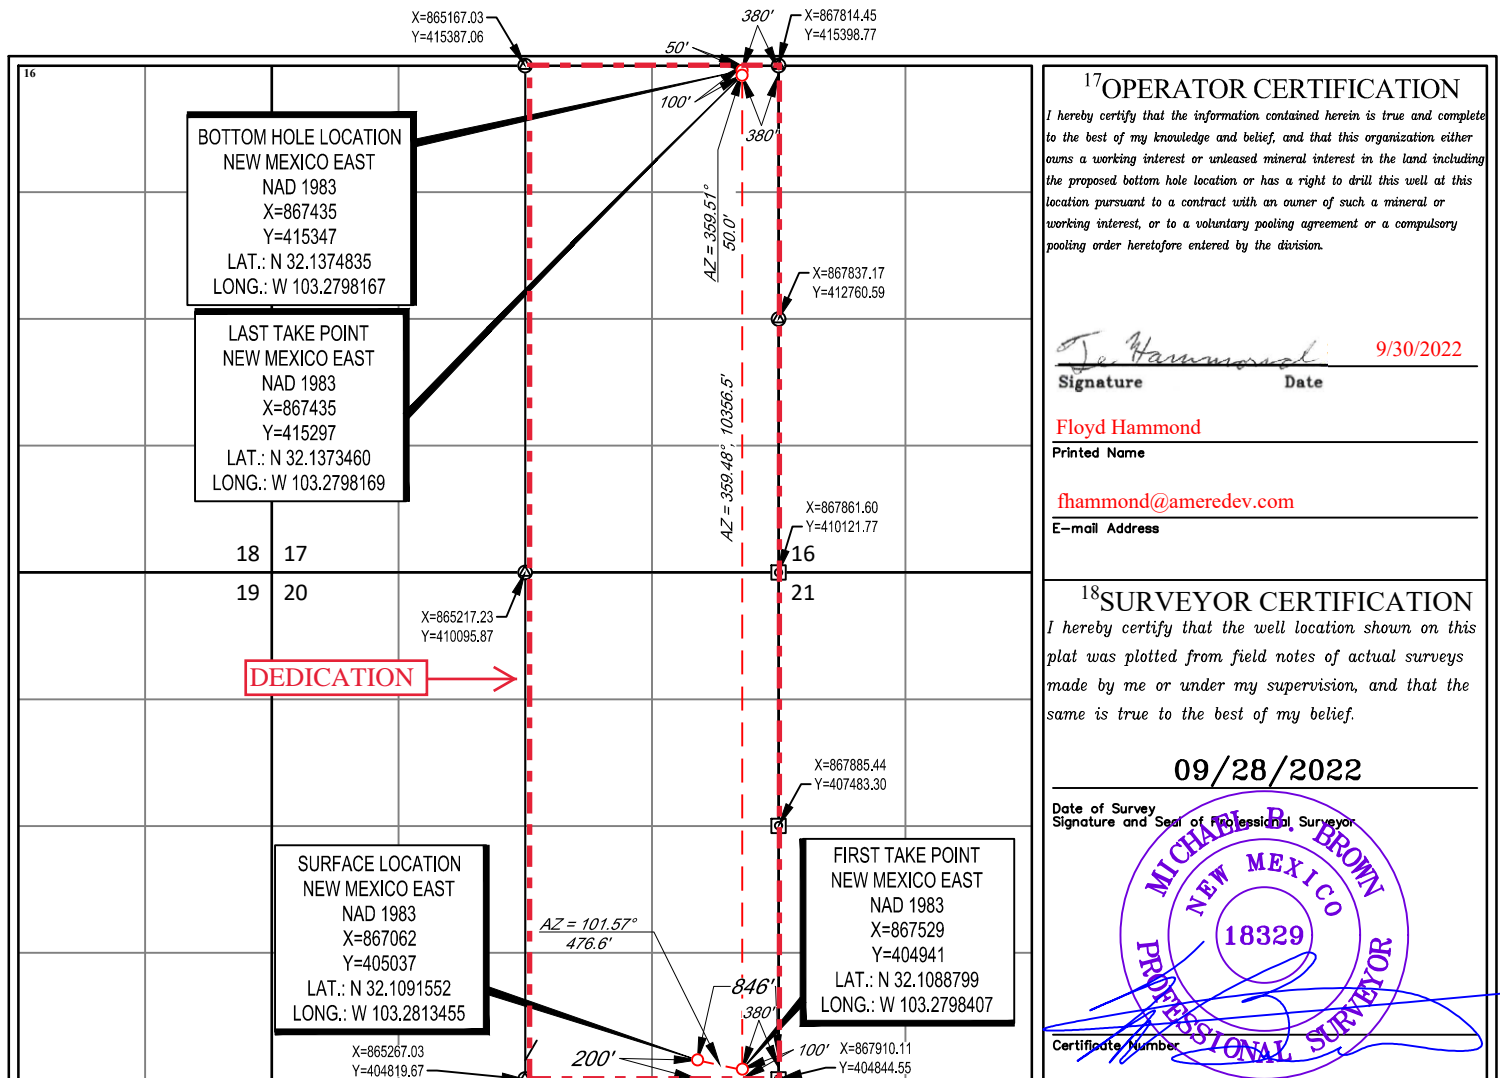 X=865167.03
Y=415387.06
380'
X=867814.45
Y=415398.77
50'
16
100'
380'
BOTTOM HOLE LOCATION
NEW MEXICO EAST
NAD 1983
X=867435
Y=415347
LAT.: N 32.1374835
LONG.: W 103.2798167
AZ = 359.51°
50.0'
X=867837.17
Y=412760.59
LAST TAKE POINT
NEW MEXICO EAST
NAD 1983
X=867435
Y=415297
LAT.: N 32.1373460
LONG.: W 103.2798169
AZ = 359.48°, 10356.5'
X=867861.60
Y=410121.77
18 17
16
19 20
21
X=865217.23
Y=410095.87
DEDICATION
X=867885.44
Y=407483.30
SURFACE LOCATION
NEW MEXICO EAST
NAD 1983
X=867062
Y=405037
LAT.: N 32.1091552
LONG.: W 103.2813455
AZ = 101.57°
476.6'
FIRST TAKE POINT
NEW MEXICO EAST
NAD 1983
X=867529
Y=404941
LAT.: N 32.1088799
LONG.: W 103.2798407
846'
380'
X=865267.03
Y=404819.67
200'
100'
X=867910.11
Y=404844.55
17OPERATOR CERTIFICATION
I hereby certify that the information contained herein is true and complete
to the best of my knowledge and belief, and that this organization either
owns a working interest or unleased mineral interest in the land including
the proposed bottom hole location or has a right to drill this well at this
location pursuant to a contract with an owner of such a mineral or
working interest, or to a voluntary pooling agreement or a compulsory
pooling order heretofore entered by the division.
Hammond
9/30/2022
Signature Date
Floyd Hammond
Printed Name
fhammond@ameredev.com
E-mail Address
18SURVEYOR CERTIFICATION
I hereby certify that the well location shown on this
plat was plotted from field notes of actual surveys
made by me or under my supervision, and that the
same is true to the best of my belief.
09/28/2022
Date of Survey
Signature and Seal of Professional Surveyor
MICHAEL B. BROWN
NEW MEXICO
18329
PROFESSIONAL SURVEYOR
Certificate Number